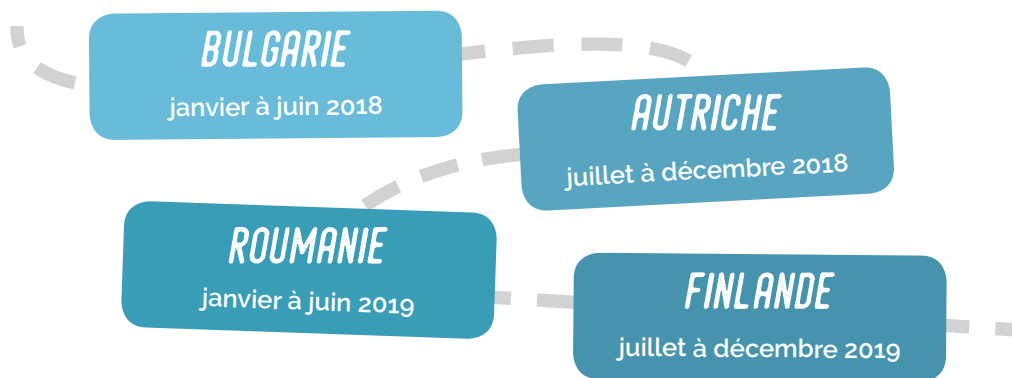 BULGARIE
janvier à juin 2018
AUTRICHE
juillet à décembre 2018
ROUMANIE
janvier à juin 2019
FINLANDE
juillet à décembre 2019